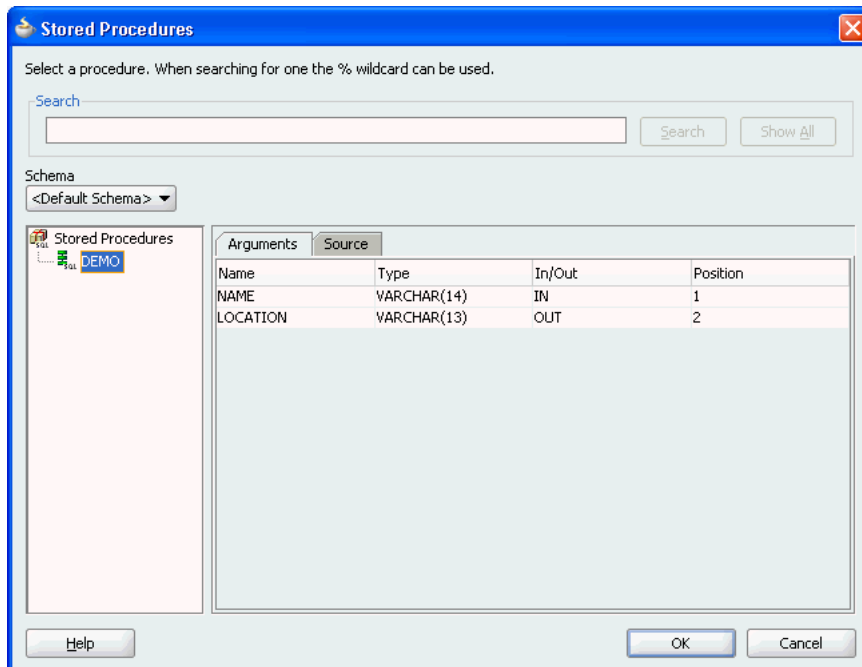 Stored Procedures
Select a procedure. When searching for one the % wildcard can be used.
Search
Search Show All
Schema
<Default Schema>
Stored Procedures
SQL
DEMO
SQL
Arguments Source
Name Type In/Out Position
NAME VARCHAR(14) IN 1
LOCATION VARCHAR(13) OUT 2
Help OK Cancel